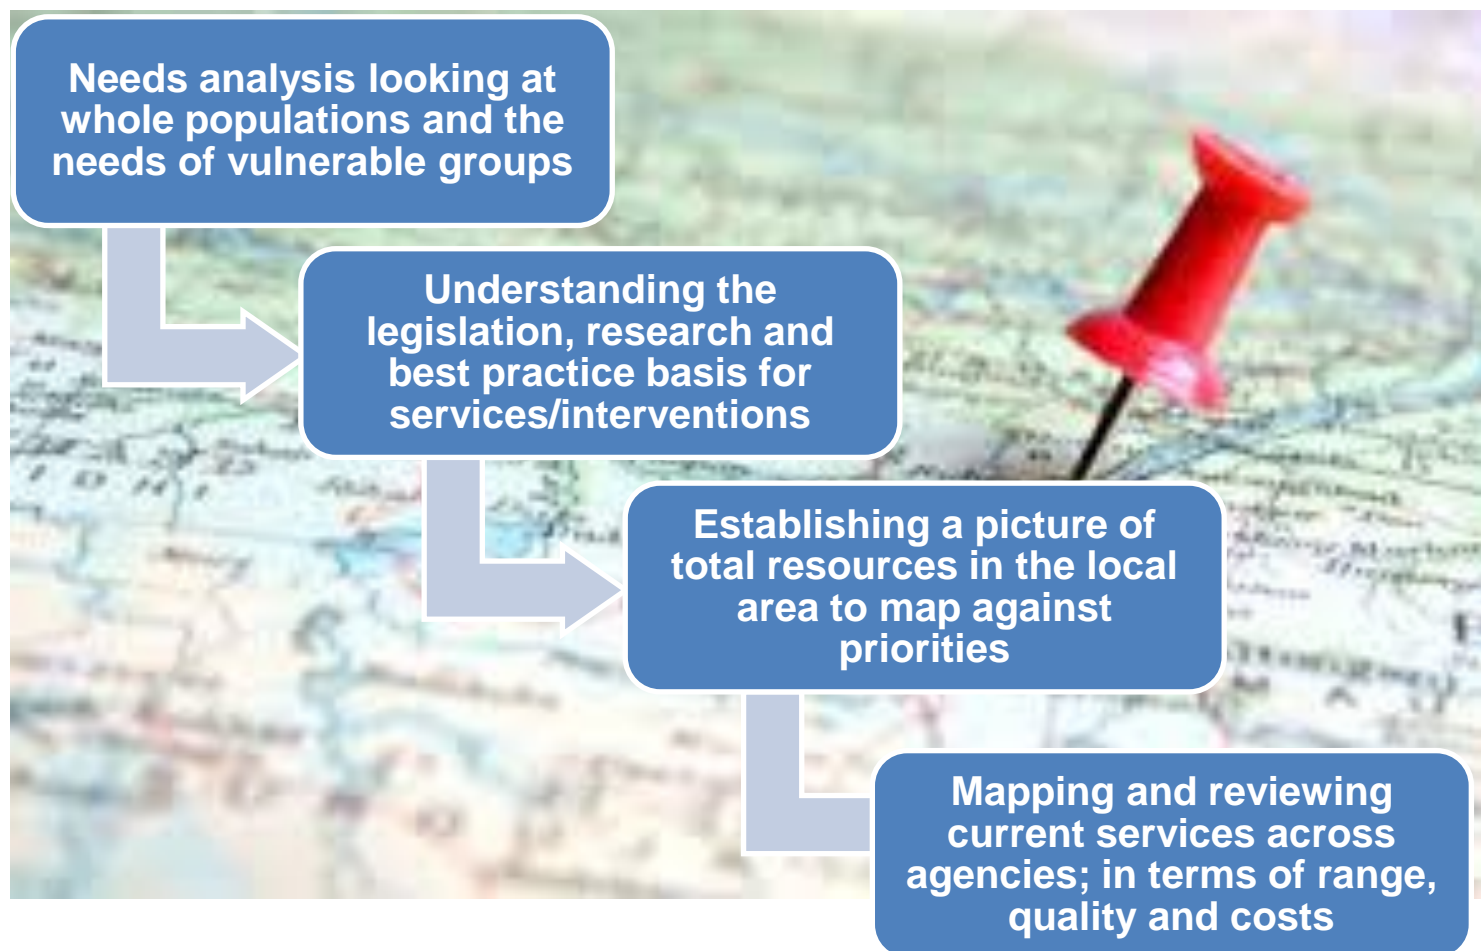 Needs analysis looking at
whole populations and the
needs of vulnerable groups
Understanding the
legislation, research and
best practice basis for
services/interventions
Establishing a picture of
total resources in the local
area to map against
priorities
Mapping and reviewing
current services across
agencies; in terms of range,
quality and costs